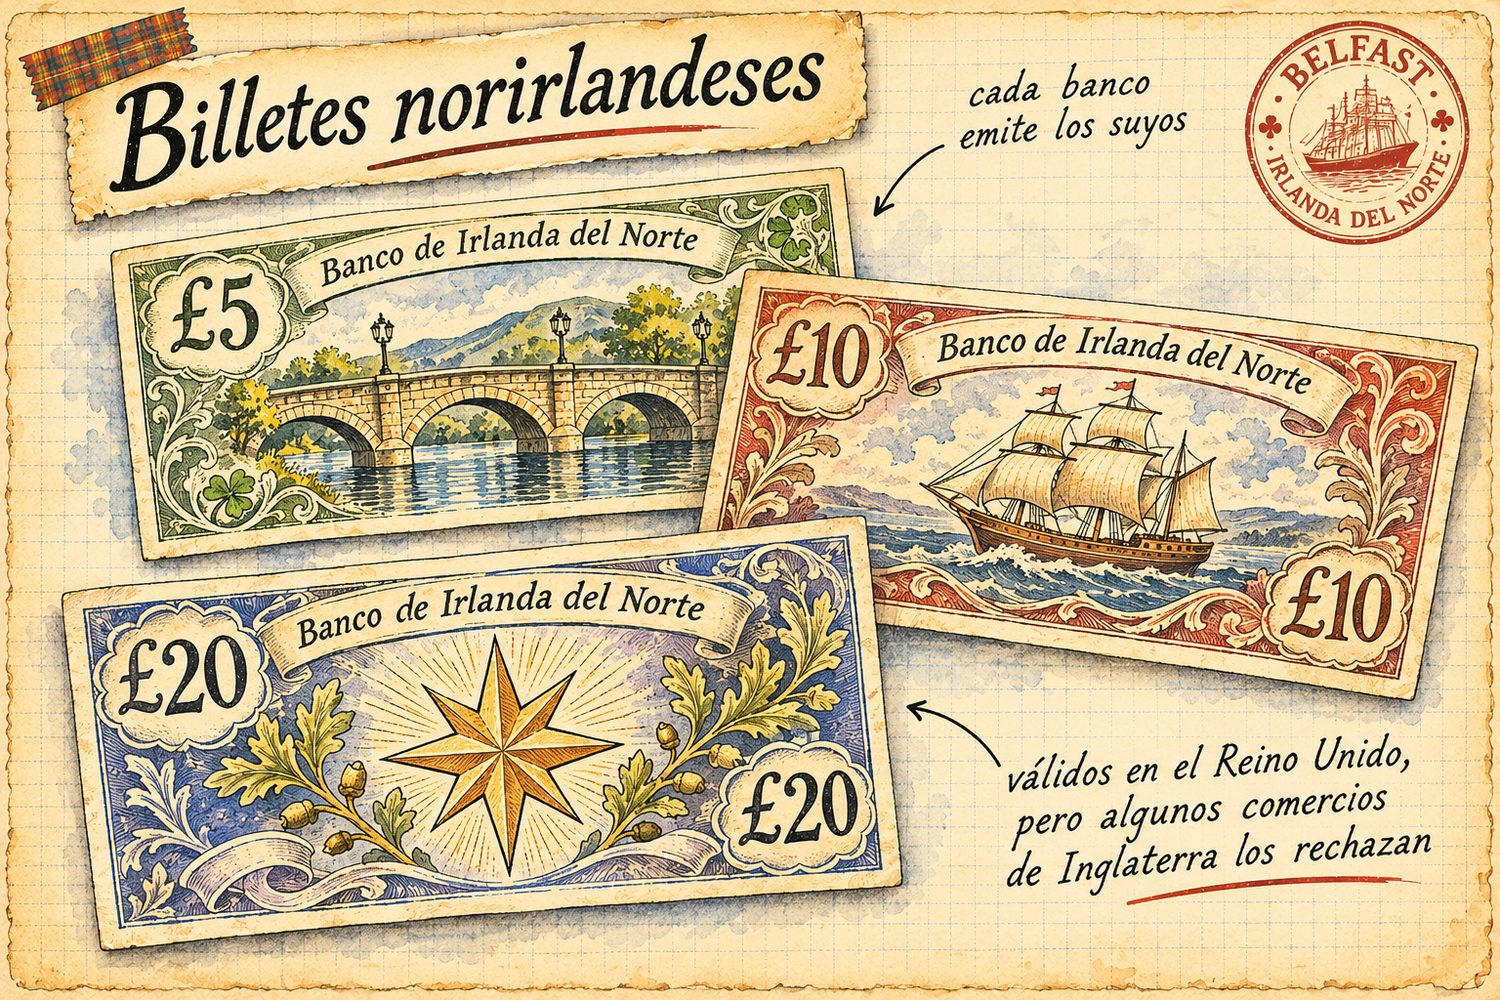 Billetes norirlandeses
cada banco
emite los suyos
BELFAST
IRLANDA DEL NORTE
£5
Banco de Irlanda del Norte
£10
Banco de Irlanda del Norte
£10
£20
Banco de Irlanda del Norte
£20
válidos en el Reino Unido,
pero algunos comercios
de Inglaterra los rechazan